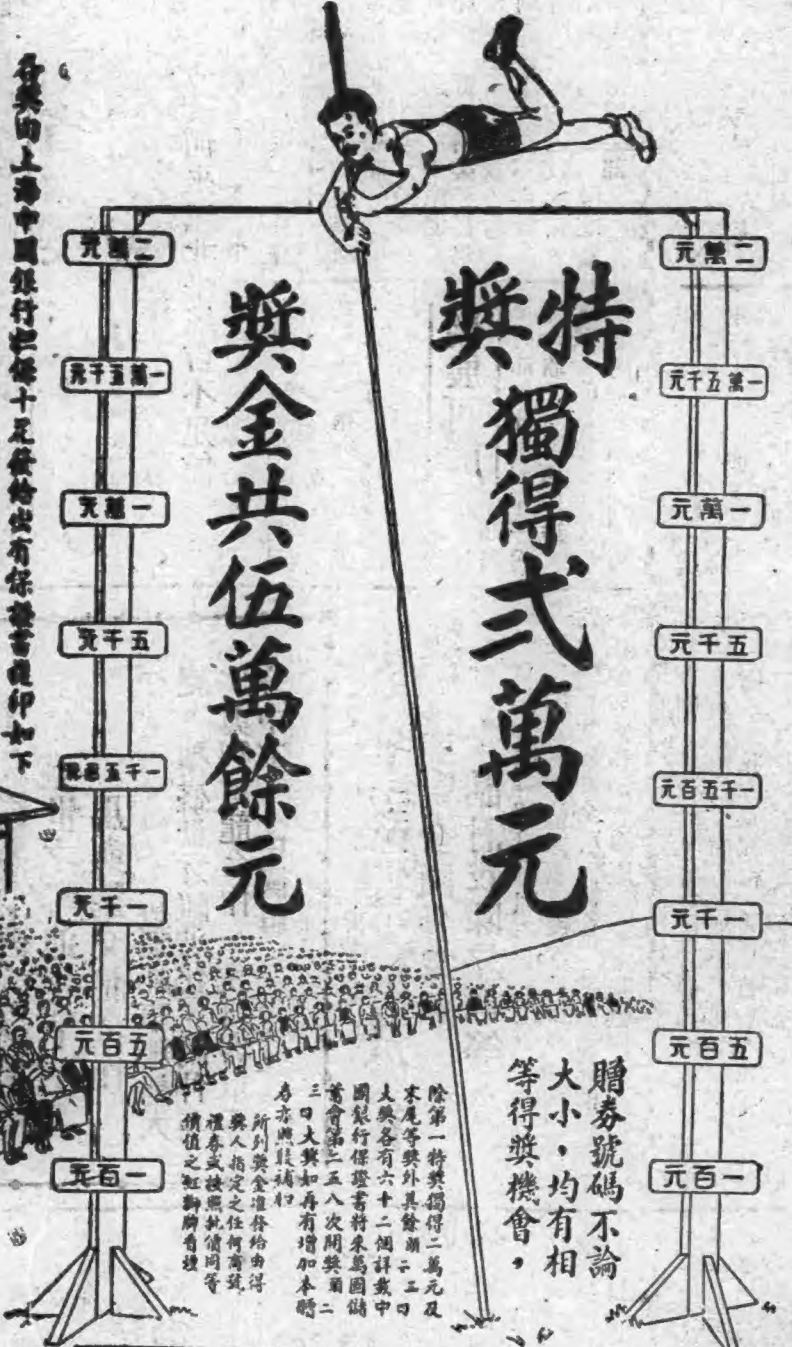 特獎
獨得弍萬元
獎金共伍萬餘元
二萬元
一萬五千元
一萬元
五千元
一千五百元
一千元
五百元
一百元
贈券號碼不論
大小，均有相
等得獎機會，
除第一特獎獨得二萬元及
末尾等獎外其餘頭二三四
大獎各有六十二個詳載中
國銀行保證書將來萬國儲
蓄會第二五八次開獎頭二
三四大獎如再有增加本贈
券亦照股補扣
所列獎金准發給由得
獎人指定之任何商號
禮券或按照批價同等
價值之紅獅牌香煙
二萬元
一萬五千元
一萬元
五千元
一千五百元
一千元
五百元
一百元
各獎由上海中國銀行担保十足發給出有保證書製印如下